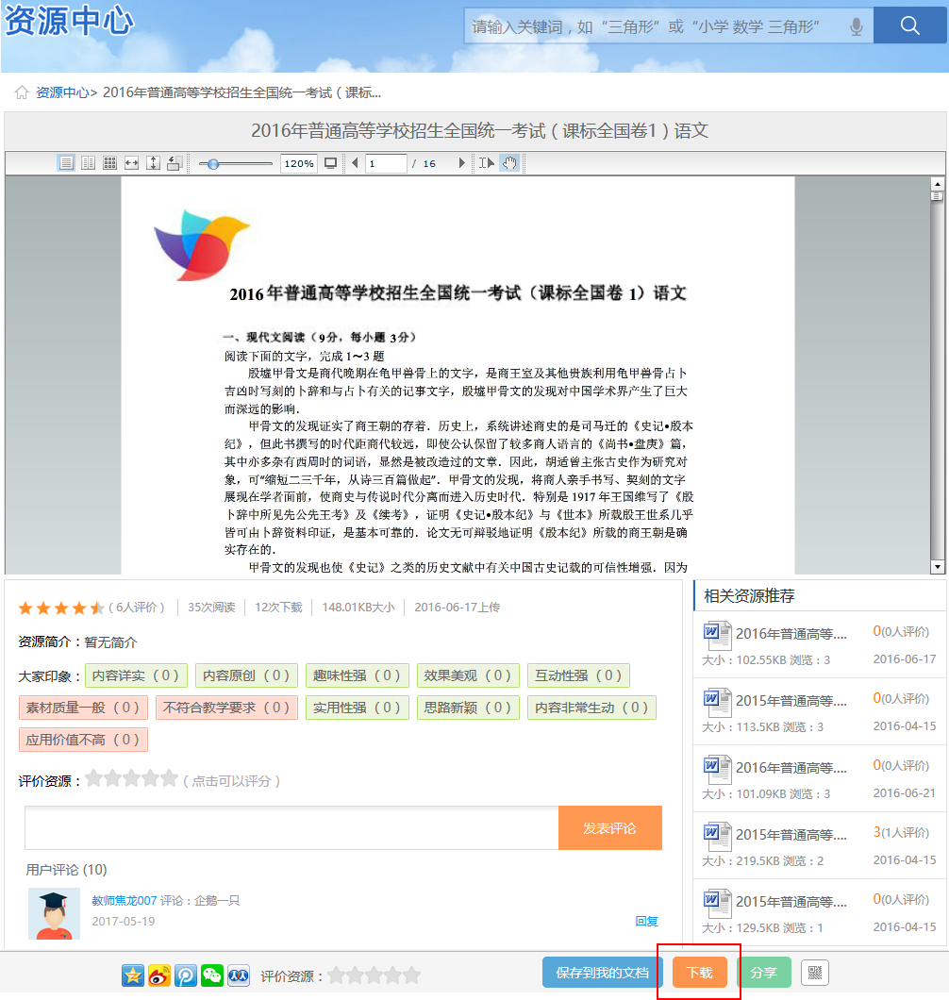 资源中心
请输入关键词，如“三角形”或“小学 数学 三角形”
资源中心> 2016年普通高等学校招生全国统一考试（课标...
2016年普通高等学校招生全国统一考试（课标全国卷1）语文
120% 1 / 16
2016 年普通高等学校招生全国统一考试（课标全国卷 1）语文
一、现代文阅读（9分，每小题 3分）
阅读下面的文字，完成 1～3 题
殷墟甲骨文是商代晚期在龟甲兽骨上的文字，是商王室及其他贵族利用龟甲兽骨占卜
吉凶时写刻的卜辞和与占卜有关的记事文字，殷墟甲骨文的发现对中国学术界产生了巨大
而深远的影响．
甲骨文的发现证实了商王朝的存着．历史上，系统讲述商史的是司马迁的《史记•殷本
纪》，但此书撰写的时代距商代较远，即使公认保留了较多商人语言的《尚书•盘庚》篇，
其中亦多杂有西周时的词语，显然是被改造过的文章．因此，胡适曾主张古史作为研究对
象，可“缩短二三千年，从诗三百篇做起”．甲骨文的发现，将商人亲手书写、契刻的文字
展现在学者面前，使商史与传说时代分离而进入历史时代．特别是 1917 年王国维写了《殷
卜辞中所见先公先王考》及《续考》，证明《史记•殷本纪》与《世本》所载殷王世系几乎
皆可由卜辞资料印证，是基本可靠的．论文无可辩驳地证明《殷本纪》所载的商王朝是确
实存在的．
甲骨文的发现也使《史记》之类的历史文献中有关中国古史记载的可信性增强．因为
（6人评价） 35次阅读 12次下载 148.01KB大小 2016-06-17上传
资源简介：暂无简介
大家印象： 内容详实 （0） 内容原创 （0） 趣味性强 （0） 效果美观 （0） 互动性强 （0）
素材质量一般 （0） 不符合教学要求 （0） 实用性强 （0） 思路新颖 （0） 内容非常生动 （0）
应用价值不高 （0）
评价资源： （点击可以评分）
发表评论
用户评论 (10)
教师焦龙007 评论：企鹅一只
2017-05-19
回复
相关资源推荐
2016年普通高等.... 0(0人评价)
大小：102.55KB 浏览：3 2016-06-17
2015年普通高等.... 0(0人评价)
大小：113.5KB 浏览：3 2016-04-15
2016年普通高等.... 0(0人评价)
大小：101.09KB 浏览：3 2016-06-21
2015年普通高等.... 3(1人评价)
大小：219.5KB 浏览：2 2016-04-15
2015年普通高等.... 0(0人评价)
大小：129.5KB 浏览：1 2016-04-15
评价资源： 保存到我的文档 下载 分享